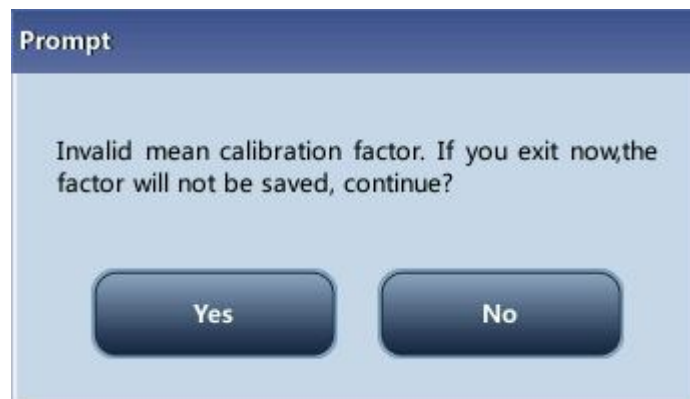 Prompt
Invalid mean calibration factor. If you exit now,the
factor will not be saved, continue?
Yes
No